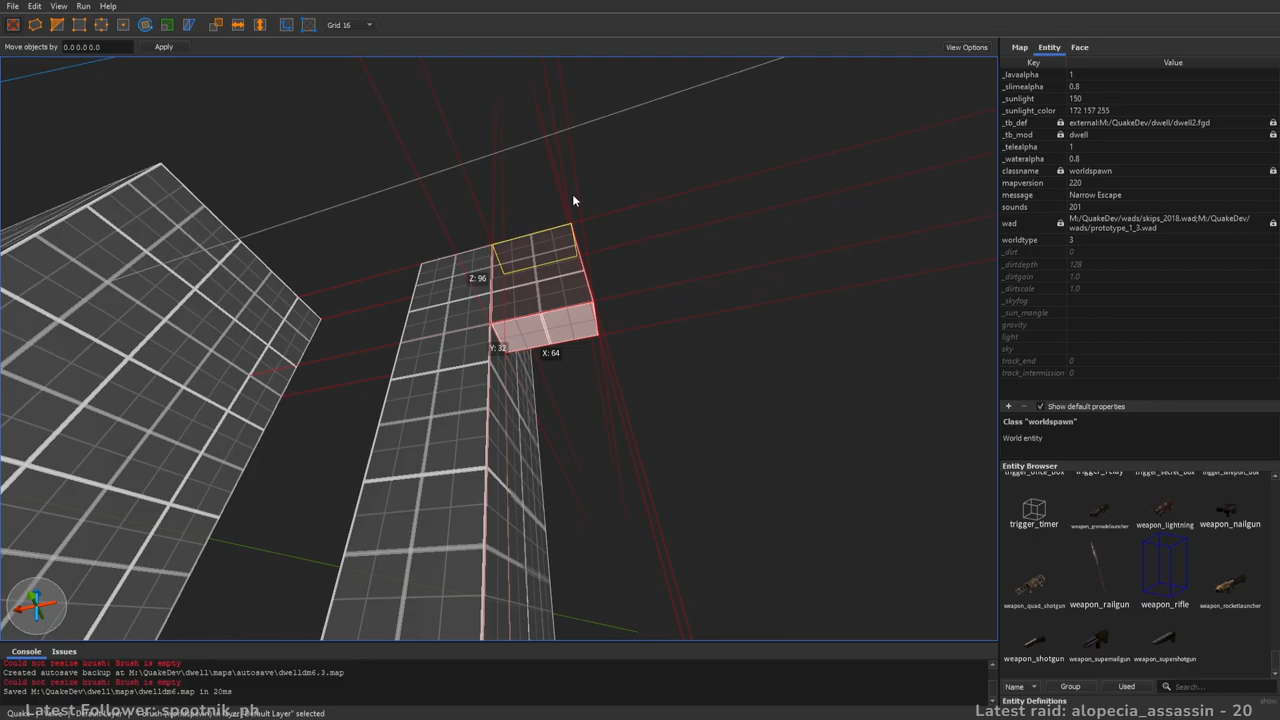 File Edit View Run Help
Grid 16
Move objects by 0.0 0.0 0.0 Apply View Options
Map Entity Face
Key Value
_lavaalpha 1
_slimealpha 0.8
_sunlight 150
_sunlight_color 172 157 255
_tb_def external:M:/QuakeDev/dwell/dwell2.fgd
_tb_mod dwell
_telealpha 1
_wateralpha 0.8
classname worldspawn
mapversion 220
message Narrow Escape
sounds 201
wad M:/QuakeDev/wads/skips_2018.wad;M:/QuakeDev/
wads/prototype_1_3.wad
worldtype 3
_dirt 0
_dirtdepth 128
_dirtgain 1.0
_dirtscale 1.0
_skyfog
_sun_mangle
gravity
light
sky
track_end 0
track_intermission 0
Z: 96
Y: 32
X: 64
+ − Show default properties
Class "worldspawn"
World entity
Entity Browser
trigger_timer weapon_grenadelauncher weapon_lightning weapon_nailgun
weapon_quad_shotgun weapon_railgun weapon_rifle weapon_rocketlauncher
weapon_shotgun weapon_supernailgun weapon_supershotgun
Name Group Used Search...
Entity Definitions show
Console Issues
Could not resize brush: Brush is empty
Created autosave backup at M:\QuakeDev\dwell\maps\autosave\dwelldm6.3.map
Could not resize brush: Brush is empty
Saved M:\QuakeDev\dwell\maps\dwelldm6.map in 20ms
Latest Follower: spootnik_ph
Latest raid: alopecia_assassin - 20